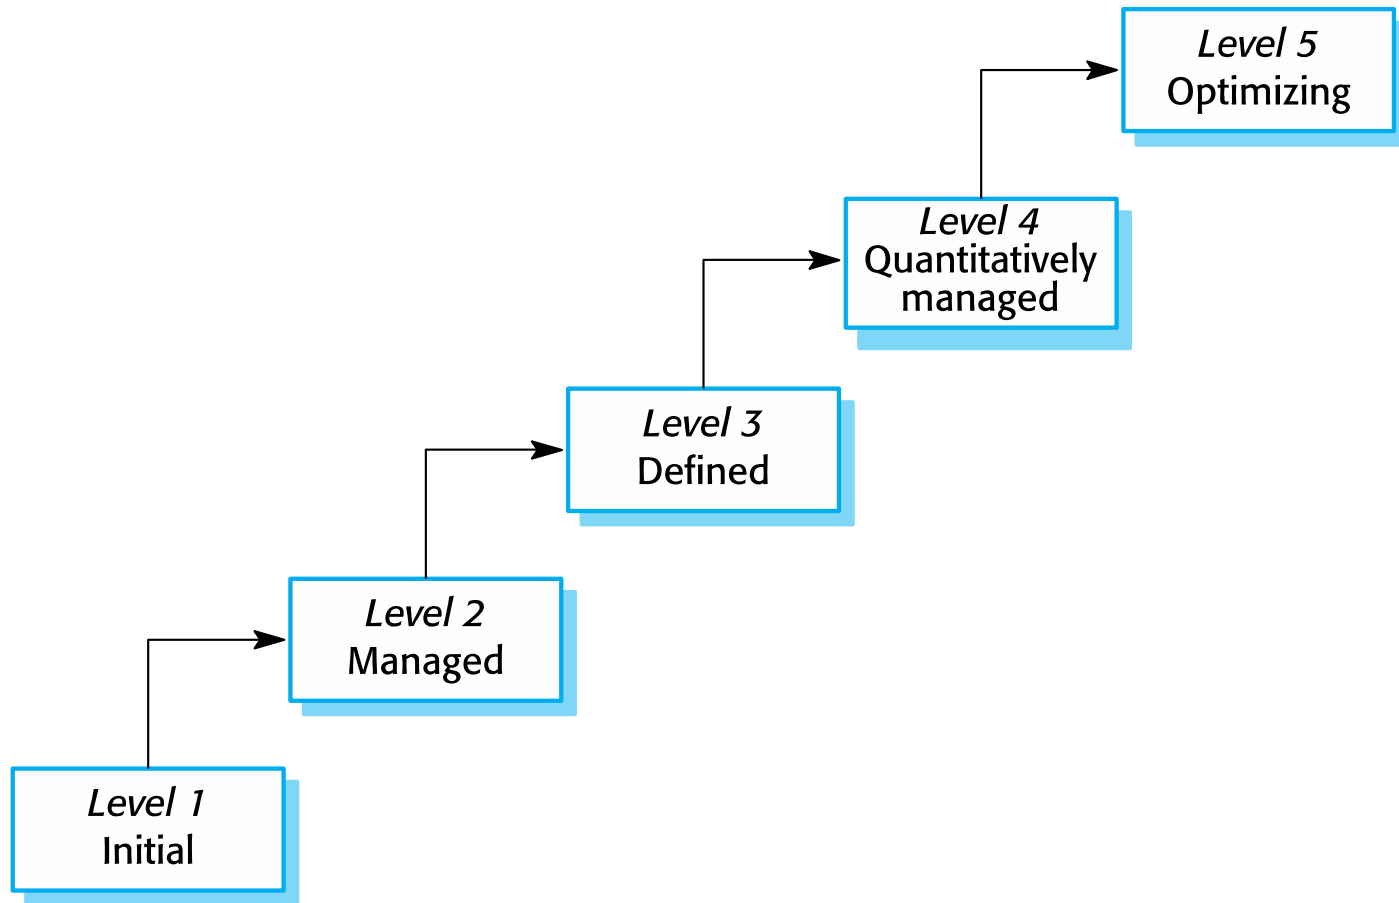 Level 5
Optimizing
Level 4
Quantitatively
managed
Level 3
Defined
Level 2
Managed
Level 1
Initial